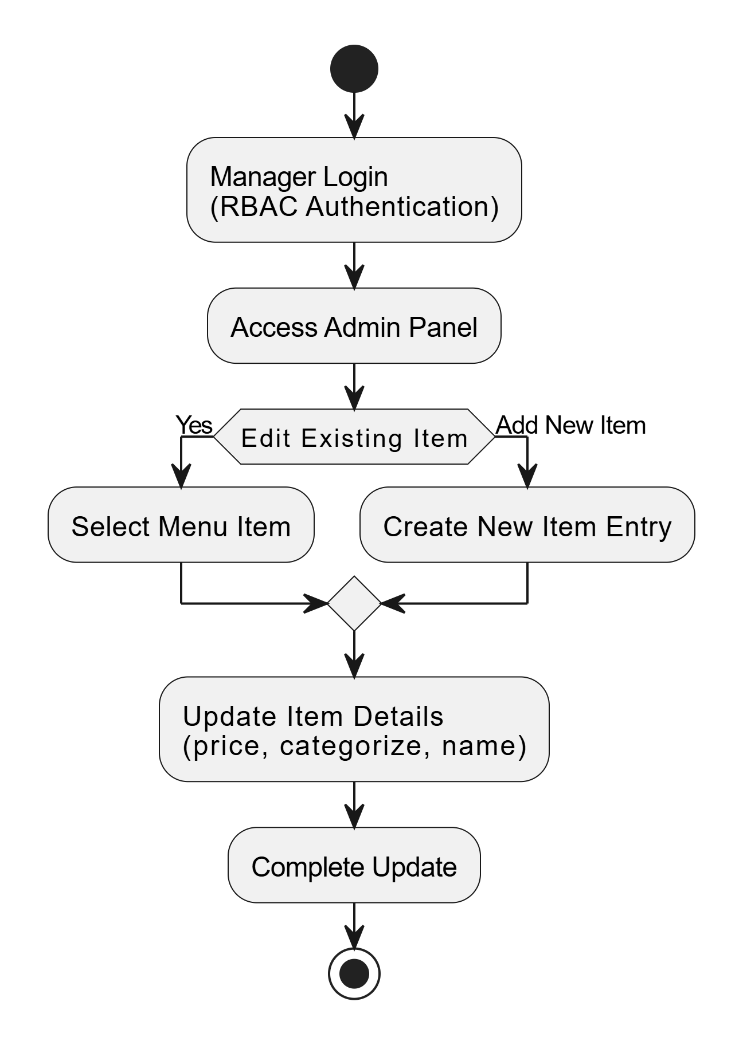 Manager Login
(RBAC Authentication)
Access Admin Panel
Yes
Edit Existing Item
Add New Item
Select Menu Item
Create New Item Entry
Update Item Details
(price, categorize, name)
Complete Update